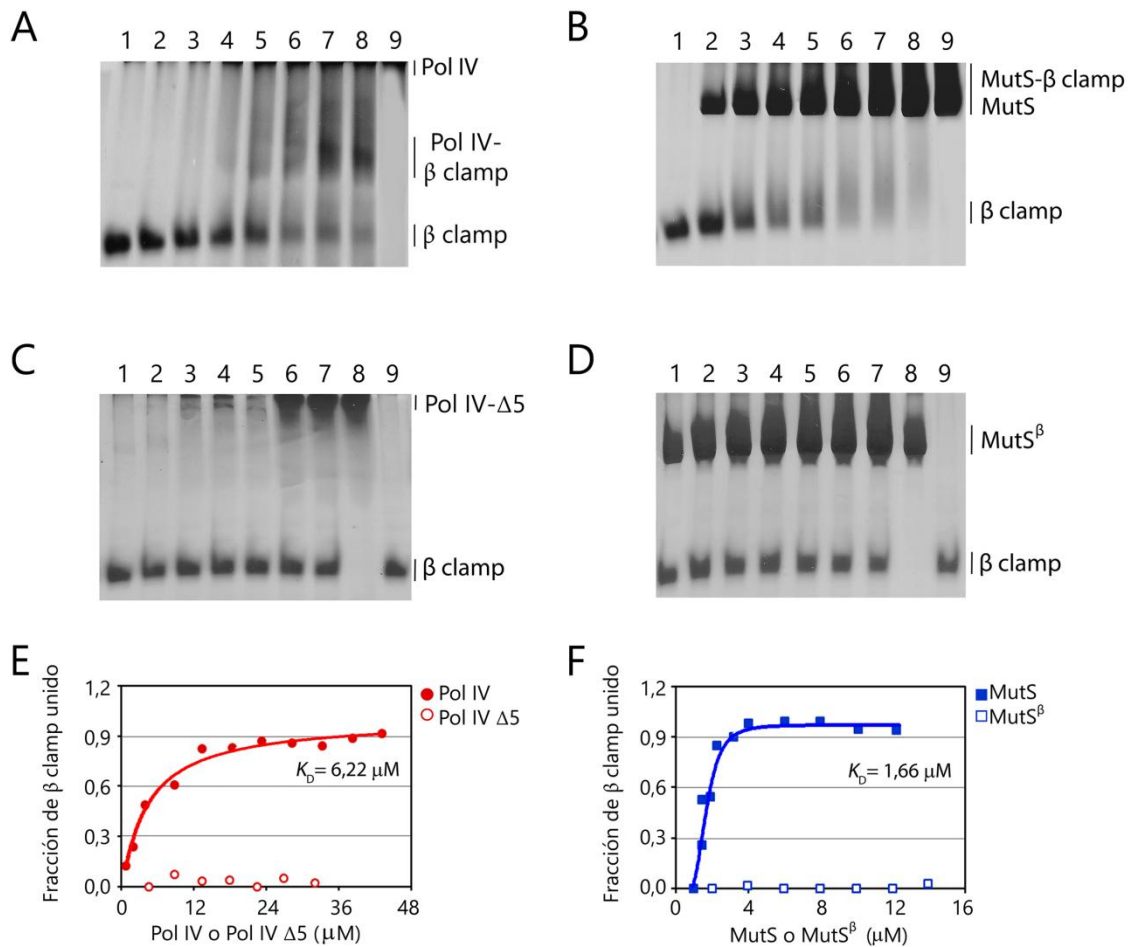 A
1 2 3 4 5 6 7 8 9
Pol IV
Pol IV-
β clamp
β clamp
B
1 2 3 4 5 6 7 8 9
MutS-β clamp
MutS
β clamp
C
1 2 3 4 5 6 7 8 9
Pol IV-Δ5
β clamp
D
1 2 3 4 5 6 7 8 9
MutSᵝ
β clamp
E
Fracción de β clamp unido
1,2
0,9
0,6
0,3
0,0
0 12 24 36 48
Pol IV o Pol IV Δ5 (μM)
K_D= 6,22 μM
Pol IV
Pol IV Δ5
F
Fracción de β clamp unido
1,2
0,9
0,6
0,3
0,0
0 4 8 12 16
MutS o MutSᵝ (μM)
K_D= 1,66 μM
MutS
MutSᵝ